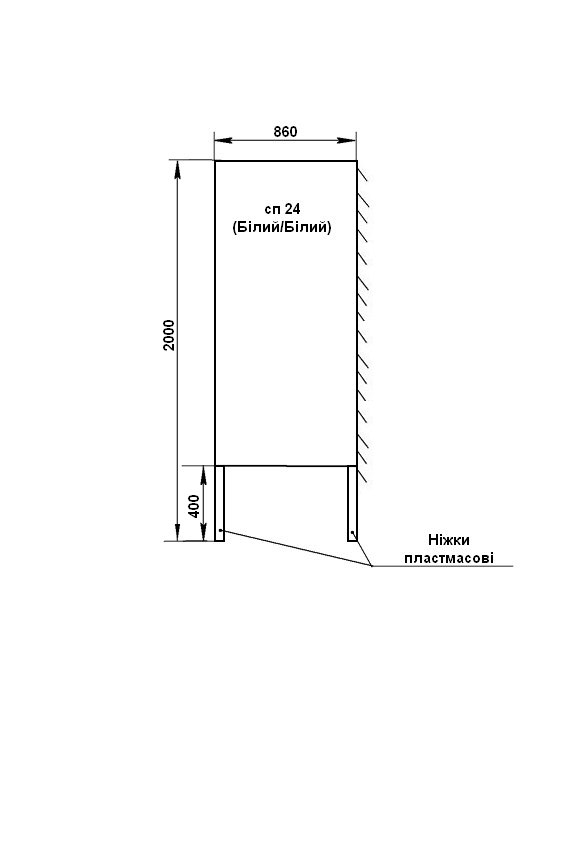 860
сп 24
(Білий/Білий)
2000
400
Ніжки
пластмасові